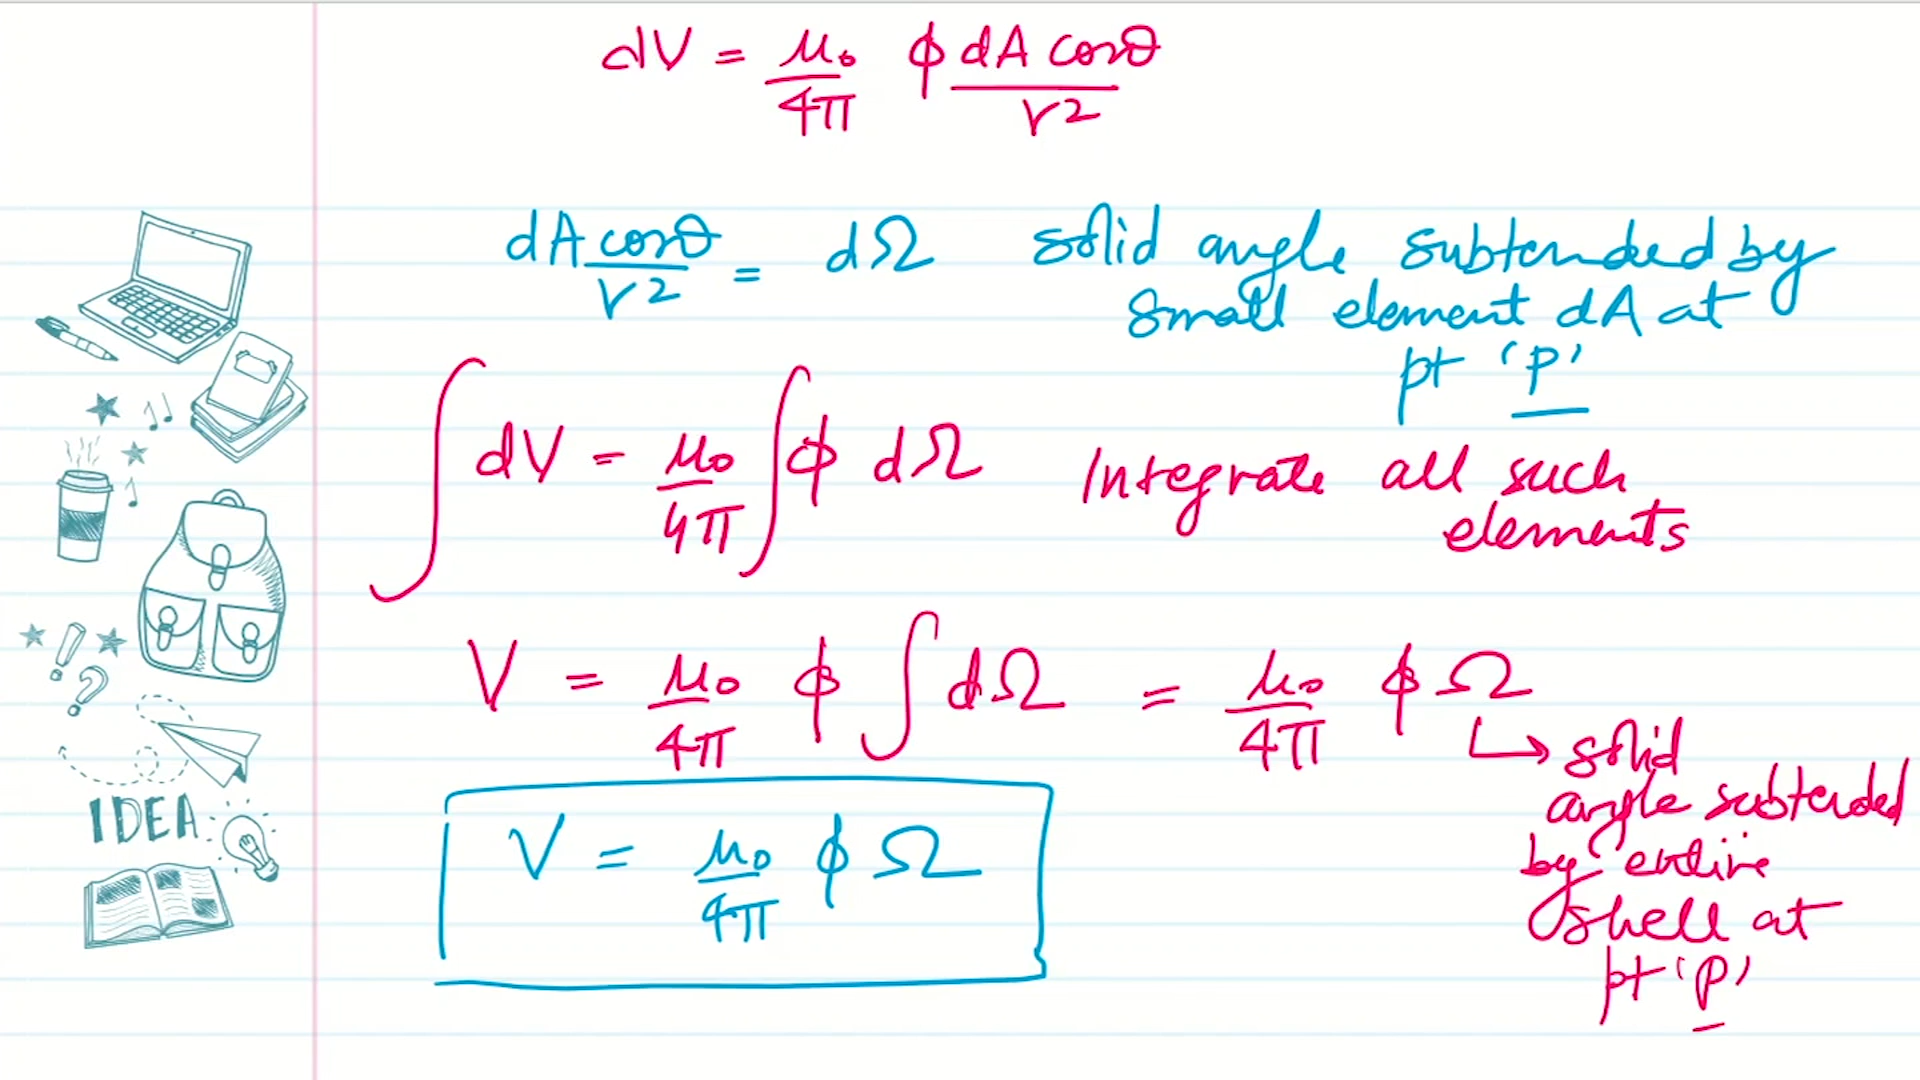 dV = μ₀/4π ϕ dA cosθ/r²
dA cosθ/r² = dΩ solid angle subtended by
small element dA at
pt 'P'
∫dV = μ₀/4π ∫ϕ dΩ Integrate all such
elements
V = μ₀/4π ϕ ∫dΩ = μ₀/4π ϕ Ω
↳ solid
angle subtended
by entire
shell at
pt 'P'
V = μ₀/4π ϕ Ω
!
?
IDEA